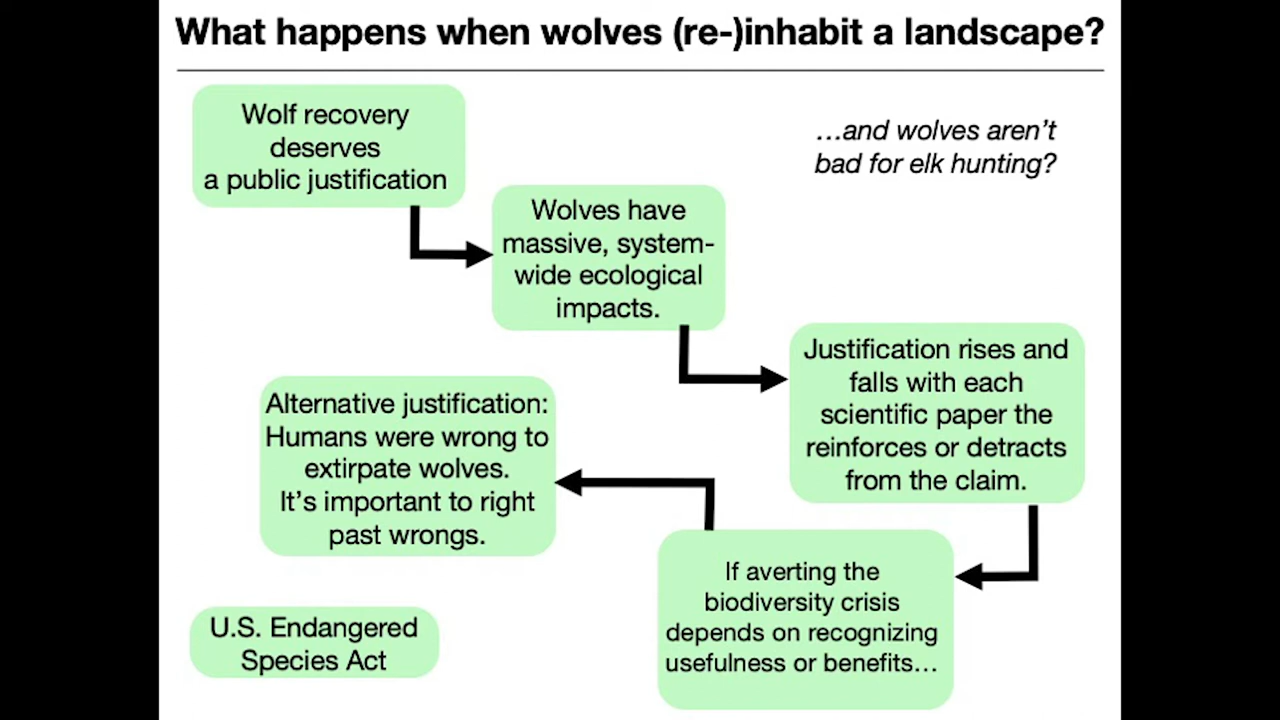 What happens when wolves (re-)inhabit a landscape?
Wolf recovery
deserves
a public justification
…and wolves aren't
bad for elk hunting?
Wolves have
massive, system-
wide ecological
impacts.
Justification rises and
falls with each
scientific paper the
reinforces or detracts
from the claim.
If averting the
biodiversity crisis
depends on recognizing
usefulness or benefits…
Alternative justification:
Humans were wrong to
extirpate wolves.
It's important to right
past wrongs.
U.S. Endangered
Species Act